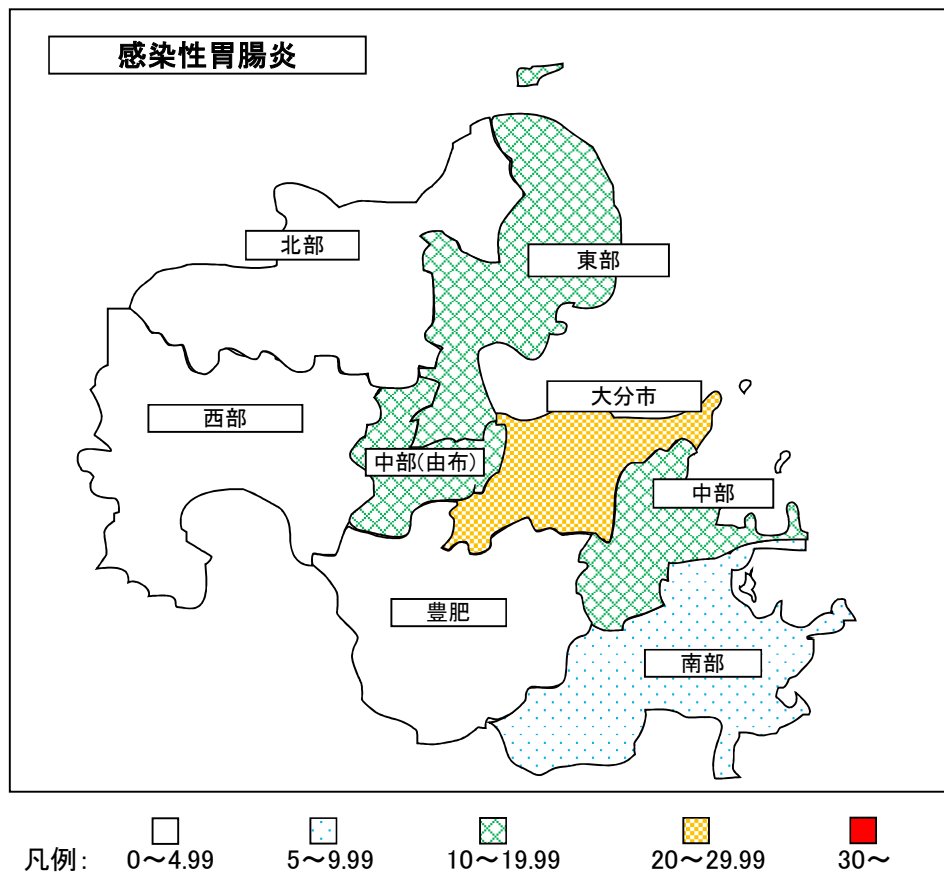 感染性胃腸炎
北部
東部
大分市
西部
中部(由布)
中部
豊肥
南部
凡例: 0～4.99 5～9.99 10～19.99 20～29.99 30～